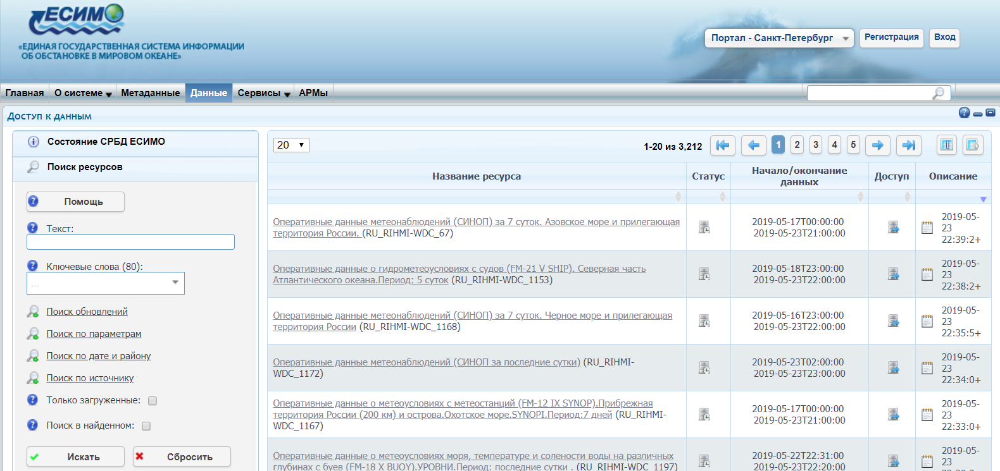 ЕСИМО
«ЕДИНАЯ ГОСУДАРСТВЕННАЯ СИСТЕМА ИНФОРМАЦИИ
ОБ ОБСТАНОВКЕ В МИРОВОМ ОКЕАНЕ»
Портал - Санкт-Петербург
Регистрация
Вход
Главная О системе Метаданные Данные Сервисы АРМы
Доступ к данным
Состояние СРБД ЕСИМО
Поиск ресурсов
Помощь
Текст:
Ключевые слова (80):
...
Поиск обновлений
Поиск по параметрам
Поиск по дате и району
Поиск по источнику
Только загруженные:
Поиск в найденном:
Искать Сбросить
20
1-20 из 3,212
1 2 3 4 5
Название ресурса
Статус
Начало/окончание
данных
Доступ
Описание
Оперативные данные метеонаблюдений (СИНОП) за 7 суток. Азовское море и прилегающая
территория России. (RU_RIHMI-WDC_67)
2019-05-17T00:00:00
2019-05-23T21:00:00
2019-05-
23
22:39:2+
Оперативные данные о гидрометеоусловиях с судов (FM-21 V SHIP). Северная часть
Атлантического океана.Период: 5 суток (RU_RIHMI-WDC_1153)
2019-05-18T23:00:00
2019-05-23T22:00:00
2019-05-
23
22:38:2+
Оперативные данные метеонаблюдений (СИНОП) за 7 суток. Черное море и прилегающая
территория России (RU_RIHMI-WDC_1168)
2019-05-16T23:00:00
2019-05-23T22:00:00
2019-05-
23
22:35:5+
Оперативные данные метеонаблюдений (СИНОП за последние сутки) (RU_RIHMI-
WDC_1172)
2019-05-23T02:00:00
2019-05-23T23:00:00
2019-05-
23
22:34:0+
Оперативные данные о метеоусловиях с метеостанций (FM-12 IX SYNOP).Прибрежная
территория России (200 км) и острова.Охотское море.SYNOPI.Период:7 дней (RU_RIHMI-
WDC_1167)
2019-05-17T00:00:00
2019-05-23T21:00:00
2019-05-
23
22:33:0+
Оперативные данные о метеоусловиях моря, температуре и солености воды на различных
глубинах с буев (FM-18 X BUOY).УРОВНИ.Период: последние сутки . (RU_RIHMI-WDC_1197)
2019-05-22T22:31:00
2019-05-23T22:20:00
2019-05-
23